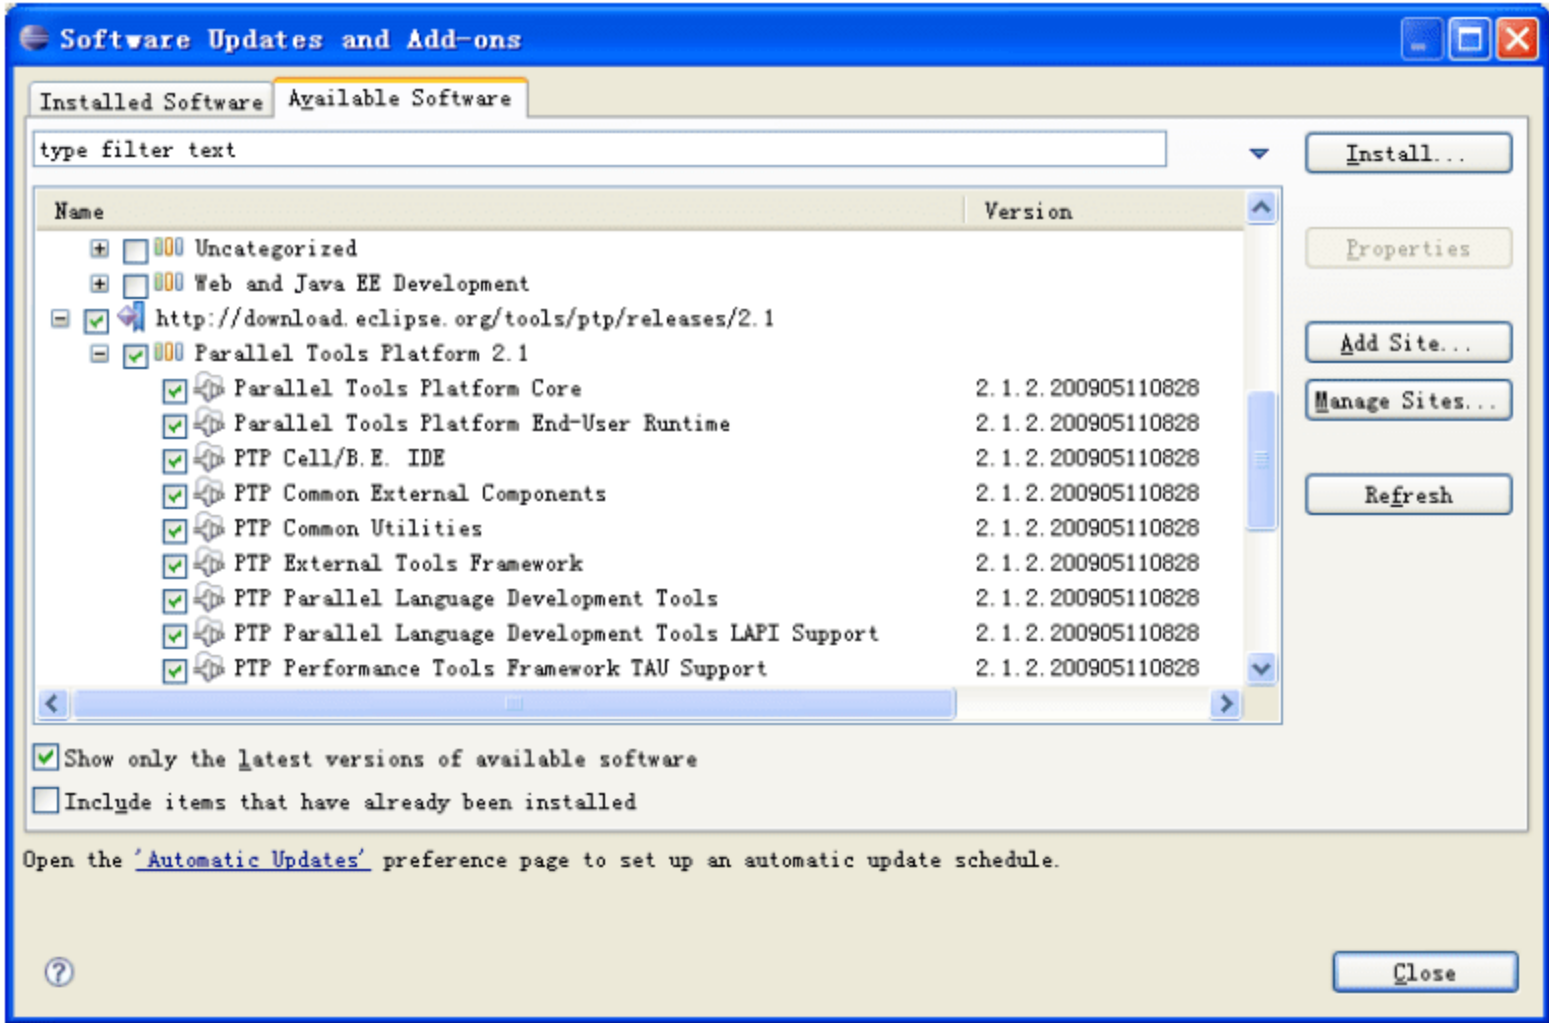 Software Updates and Add-ons
Installed Software
Available Software
type filter text
Install...
Name
Version
Uncategorized
Properties
Web and Java EE Development
http://download.eclipse.org/tools/ptp/releases/2.1
Add Site...
Parallel Tools Platform 2.1
Parallel Tools Platform Core 2.1.2.200905110828
Manage Sites...
Parallel Tools Platform End-User Runtime 2.1.2.200905110828
PTP Cell/B.E. IDE 2.1.2.200905110828
PTP Common External Components 2.1.2.200905110828
Refresh
PTP Common Utilities 2.1.2.200905110828
PTP External Tools Framework 2.1.2.200905110828
PTP Parallel Language Development Tools 2.1.2.200905110828
PTP Parallel Language Development Tools LAPI Support 2.1.2.200905110828
PTP Performance Tools Framework TAU Support 2.1.2.200905110828
Show only the latest versions of available software
Include items that have already been installed
Open the 'Automatic Updates' preference page to set up an automatic update schedule.
?
Close